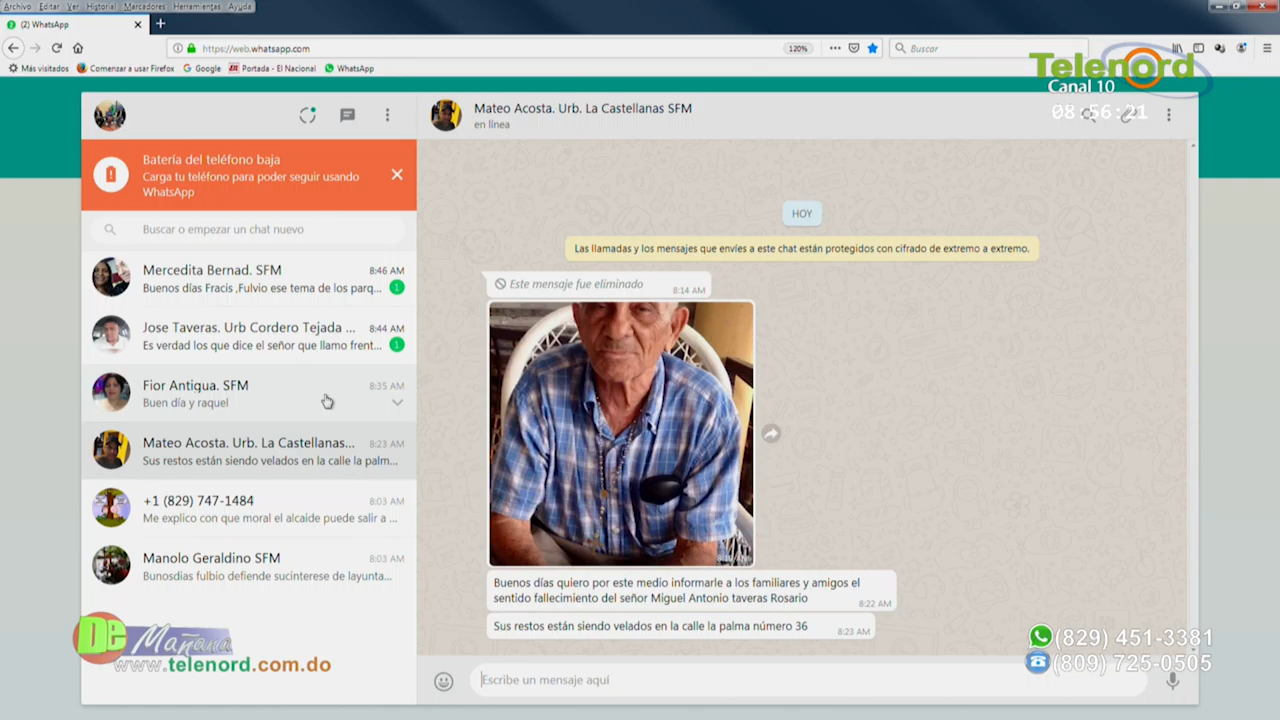 Archivo Editar Ver Historial Marcadores Herramientas Ayuda
(2) WhatsApp
https://web.whatsapp.com
120%
Buscar
Más visitados Comenzar a usar Firefox Google Portada - El Nacional WhatsApp
Telenord
Canal 10
08:56:21
Mateo Acosta. Urb. La Castellanas SFM
en línea
Batería del teléfono baja
Carga tu teléfono para poder seguir usando
WhatsApp
Buscar o empezar un chat nuevo
Mercedita Bernad. SFM 8:46 AM
Buenos días Fracis ,Fulvio ese tema de los parq... 1
Jose Taveras. Urb Cordero Tejada ... 8:44 AM
Es verdad los que dice el señor que llamo frent... 1
Fior Antigua. SFM 8:35 AM
Buen día y raquel
Mateo Acosta. Urb. La Castellanas... 8:23 AM
Sus restos están siendo velados en la calle la palm...
+1 (829) 747-1484 8:03 AM
Me explico con que moral el alcaide puede salir a ...
Manolo Geraldino SFM 8:03 AM
Bunosdias fulbio defiende sucinterese de layunta...
HOY
Las llamadas y los mensajes que envíes a este chat están protegidos con cifrado de extremo a extremo.
Este mensaje fue eliminado 8:14 AM
Buenos días quiero por este medio informarle a los familiares y amigos el
sentido fallecimiento del señor Miguel Antonio taveras Rosario 8:22 AM
Sus restos están siendo velados en la calle la palma número 36 8:23 AM
Escribe un mensaje aquí
De Mañana
www.telenord.com.do
(829) 451-3381
(809) 725-0505